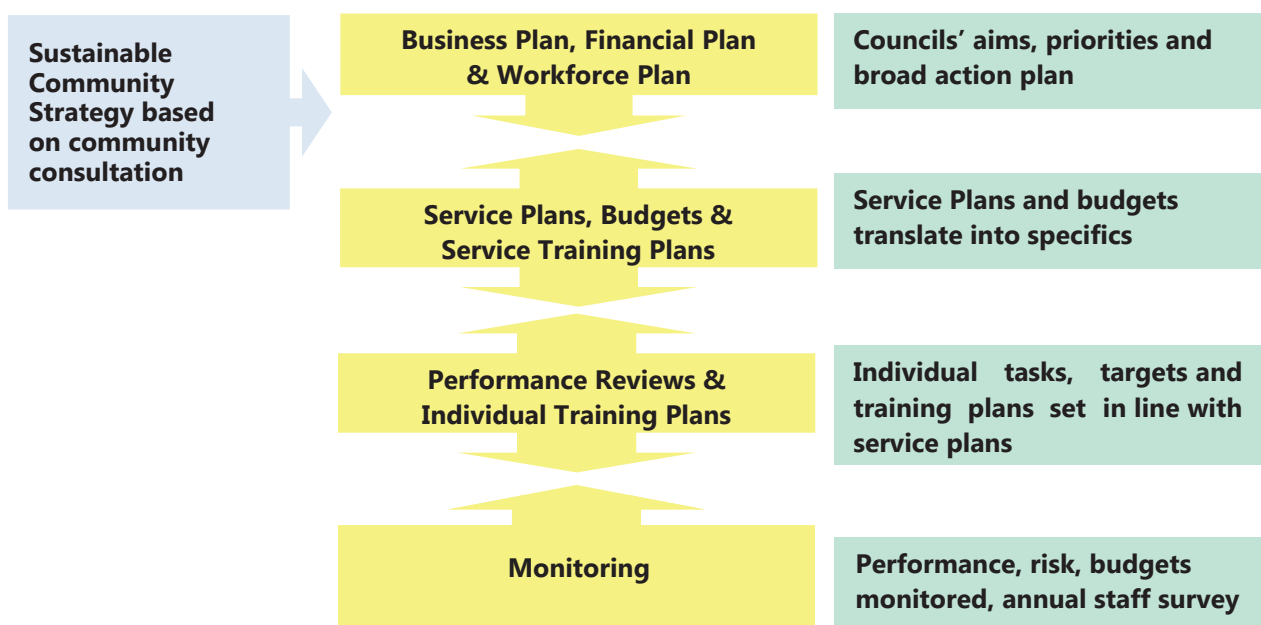 Sustainable
Community
Strategy based
on community
consultation
Business Plan, Financial Plan
& Workforce Plan
Councils’ aims, priorities and
broad action plan
Service Plans, Budgets &
Service Training Plans
Service Plans and budgets
translate into specifics
Performance Reviews &
Individual Training Plans
Individual tasks, targets and
training plans set in line with
service plans
Monitoring
Performance, risk, budgets
monitored, annual staff survey